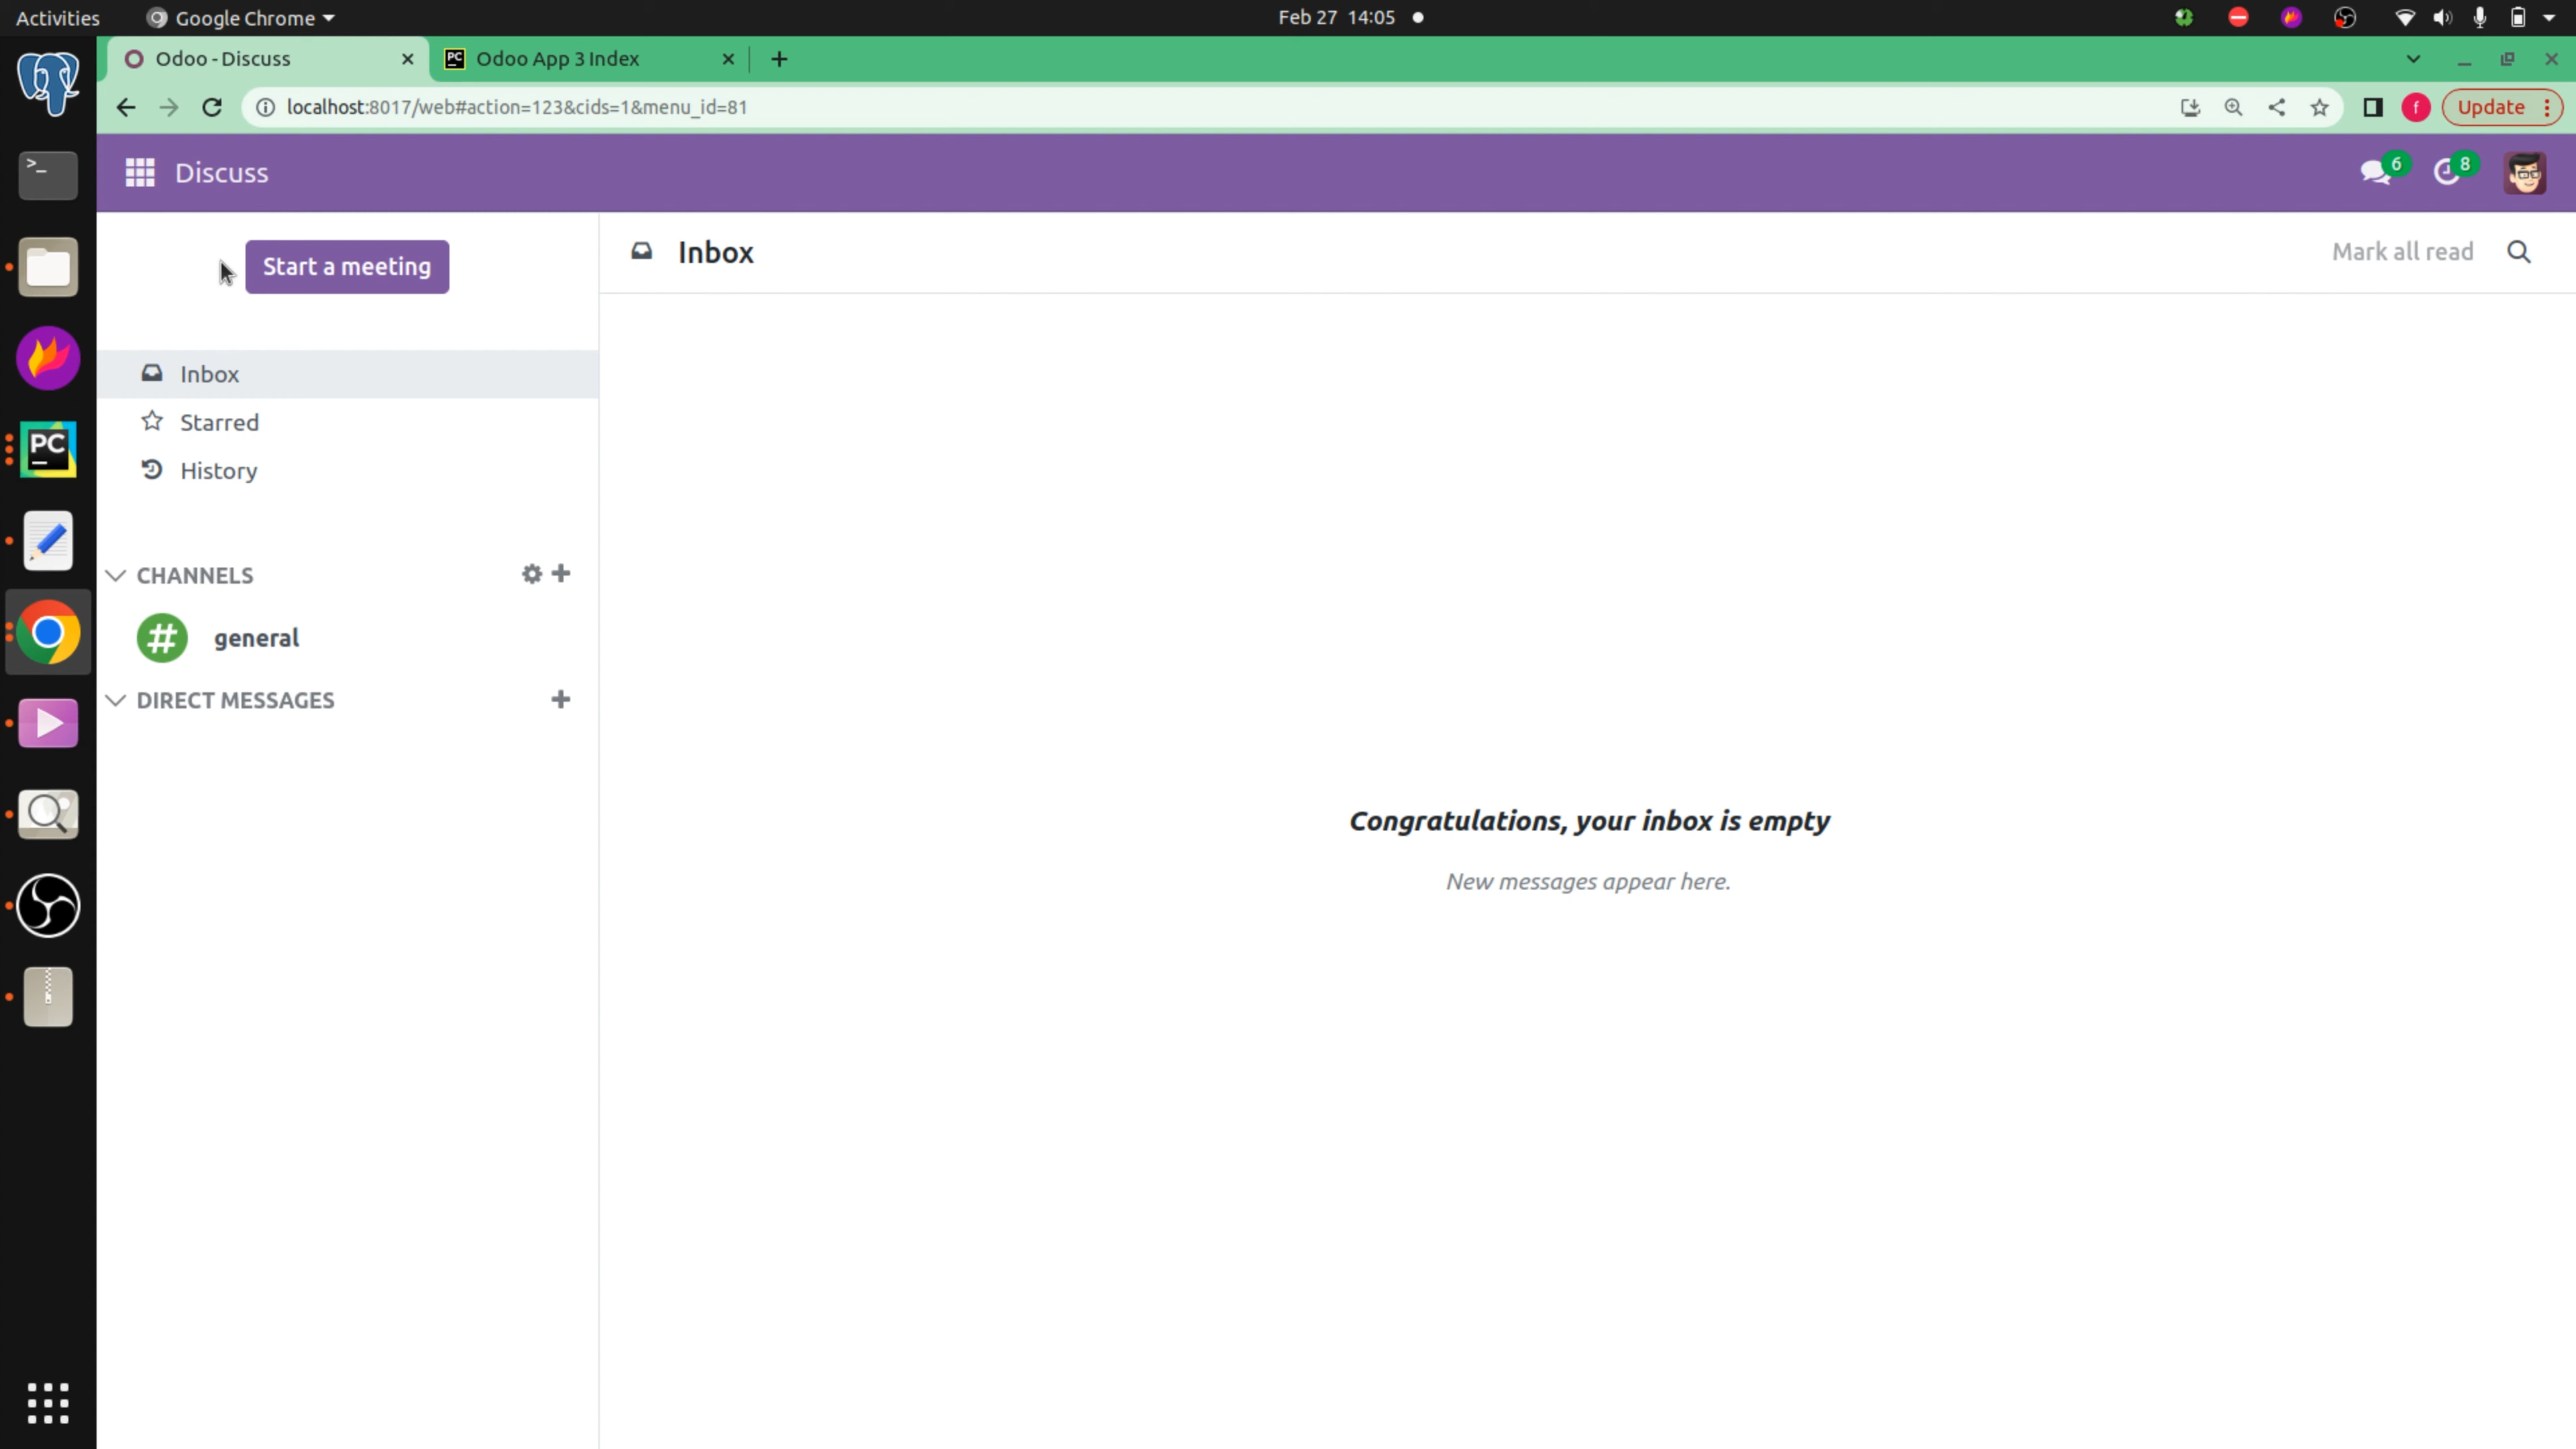 Activities Google Chrome Feb 27 14:05
Odoo - Discuss Odoo App 3 Index
localhost:8017/web#action=123&cids=1&menu_id=81 f Update
Discuss 6 8
Start a meeting Inbox Mark all read
Inbox
Starred
History
CHANNELS
general
DIRECT MESSAGES
Congratulations, your inbox is empty
New messages appear here.
PC